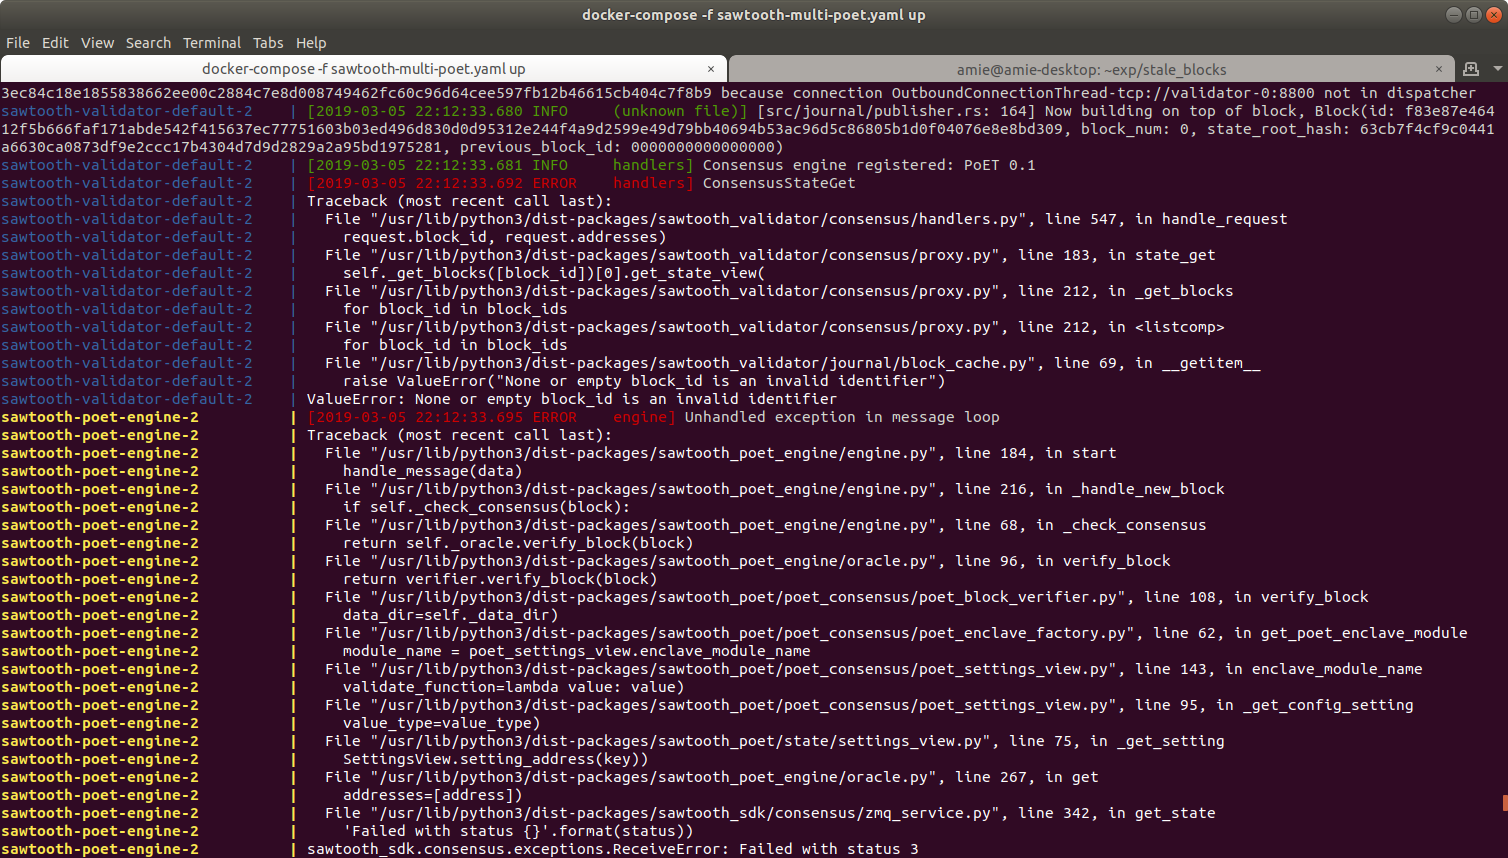 docker-compose -f sawtooth-multi-poet.yaml up
File Edit View Search Terminal Tabs Help
docker-compose -f sawtooth-multi-poet.yaml up × amie@amie-desktop: ~exp/stale_blocks ×
3ec84c18e1855838662ee00c2884c7e8d008749462fc60c96d64cee597fb12b46615cb404c7f8b9 because connection OutboundConnectionThread-tcp://validator-0:8800 not in dispatcher
sawtooth-validator-default-2    | [2019-03-05 22:12:33.680 INFO     (unknown file)] [src/journal/publisher.rs: 164] Now building on top of block, Block(id: f83e87e464
12f5b666faf171abde542f415637ec77751603b03ed496d830d0d95312e244f4a9d2599e49d79bb40694b53ac96d5c86805b1d0f04076e8e8bd309, block_num: 0, state_root_hash: 63cb7f4cf9c0441
a6630ca0873df9e2ccc17b4304d7d9d2829a2a95bd1975281, previous_block_id: 0000000000000000)
sawtooth-validator-default-2    | [2019-03-05 22:12:33.681 INFO     handlers] Consensus engine registered: PoET 0.1
sawtooth-validator-default-2    | [2019-03-05 22:12:33.692 ERROR    handlers] ConsensusStateGet
sawtooth-validator-default-2    | Traceback (most recent call last):
sawtooth-validator-default-2    |   File "/usr/lib/python3/dist-packages/sawtooth_validator/consensus/handlers.py", line 547, in handle_request
sawtooth-validator-default-2    |     request.block_id, request.addresses)
sawtooth-validator-default-2    |   File "/usr/lib/python3/dist-packages/sawtooth_validator/consensus/proxy.py", line 183, in state_get
sawtooth-validator-default-2    |     self._get_blocks([block_id])[0].get_state_view(
sawtooth-validator-default-2    |   File "/usr/lib/python3/dist-packages/sawtooth_validator/consensus/proxy.py", line 212, in _get_blocks
sawtooth-validator-default-2    |     for block_id in block_ids
sawtooth-validator-default-2    |   File "/usr/lib/python3/dist-packages/sawtooth_validator/consensus/proxy.py", line 212, in <listcomp>
sawtooth-validator-default-2    |     for block_id in block_ids
sawtooth-validator-default-2    |   File "/usr/lib/python3/dist-packages/sawtooth_validator/journal/block_cache.py", line 69, in __getitem__
sawtooth-validator-default-2    |     raise ValueError("None or empty block_id is an invalid identifier")
sawtooth-validator-default-2    | ValueError: None or empty block_id is an invalid identifier
sawtooth-poet-engine-2          | [2019-03-05 22:12:33.695 ERROR    engine] Unhandled exception in message loop
sawtooth-poet-engine-2          | Traceback (most recent call last):
sawtooth-poet-engine-2          |   File "/usr/lib/python3/dist-packages/sawtooth_poet_engine/engine.py", line 184, in start
sawtooth-poet-engine-2          |     handle_message(data)
sawtooth-poet-engine-2          |   File "/usr/lib/python3/dist-packages/sawtooth_poet_engine/engine.py", line 216, in _handle_new_block
sawtooth-poet-engine-2          |     if self._check_consensus(block):
sawtooth-poet-engine-2          |   File "/usr/lib/python3/dist-packages/sawtooth_poet_engine/engine.py", line 68, in _check_consensus
sawtooth-poet-engine-2          |     return self._oracle.verify_block(block)
sawtooth-poet-engine-2          |   File "/usr/lib/python3/dist-packages/sawtooth_poet_engine/oracle.py", line 96, in verify_block
sawtooth-poet-engine-2          |     return verifier.verify_block(block)
sawtooth-poet-engine-2          |   File "/usr/lib/python3/dist-packages/sawtooth_poet/poet_consensus/poet_block_verifier.py", line 108, in verify_block
sawtooth-poet-engine-2          |     data_dir=self._data_dir)
sawtooth-poet-engine-2          |   File "/usr/lib/python3/dist-packages/sawtooth_poet/poet_consensus/poet_enclave_factory.py", line 62, in get_poet_enclave_module
sawtooth-poet-engine-2          |     module_name = poet_settings_view.enclave_module_name
sawtooth-poet-engine-2          |   File "/usr/lib/python3/dist-packages/sawtooth_poet/poet_consensus/poet_settings_view.py", line 143, in enclave_module_name
sawtooth-poet-engine-2          |     validate_function=lambda value: value)
sawtooth-poet-engine-2          |   File "/usr/lib/python3/dist-packages/sawtooth_poet/poet_consensus/poet_settings_view.py", line 95, in _get_config_setting
sawtooth-poet-engine-2          |     value_type=value_type)
sawtooth-poet-engine-2          |   File "/usr/lib/python3/dist-packages/sawtooth_poet/state/settings_view.py", line 75, in _get_setting
sawtooth-poet-engine-2          |     SettingsView.setting_address(key))
sawtooth-poet-engine-2          |   File "/usr/lib/python3/dist-packages/sawtooth_poet_engine/oracle.py", line 267, in get
sawtooth-poet-engine-2          |     addresses=[address])
sawtooth-poet-engine-2          |   File "/usr/lib/python3/dist-packages/sawtooth_sdk/consensus/zmq_service.py", line 342, in get_state
sawtooth-poet-engine-2          |     'Failed with status {}'.format(status))
sawtooth-poet-engine-2          | sawtooth_sdk.consensus.exceptions.ReceiveError: Failed with status 3